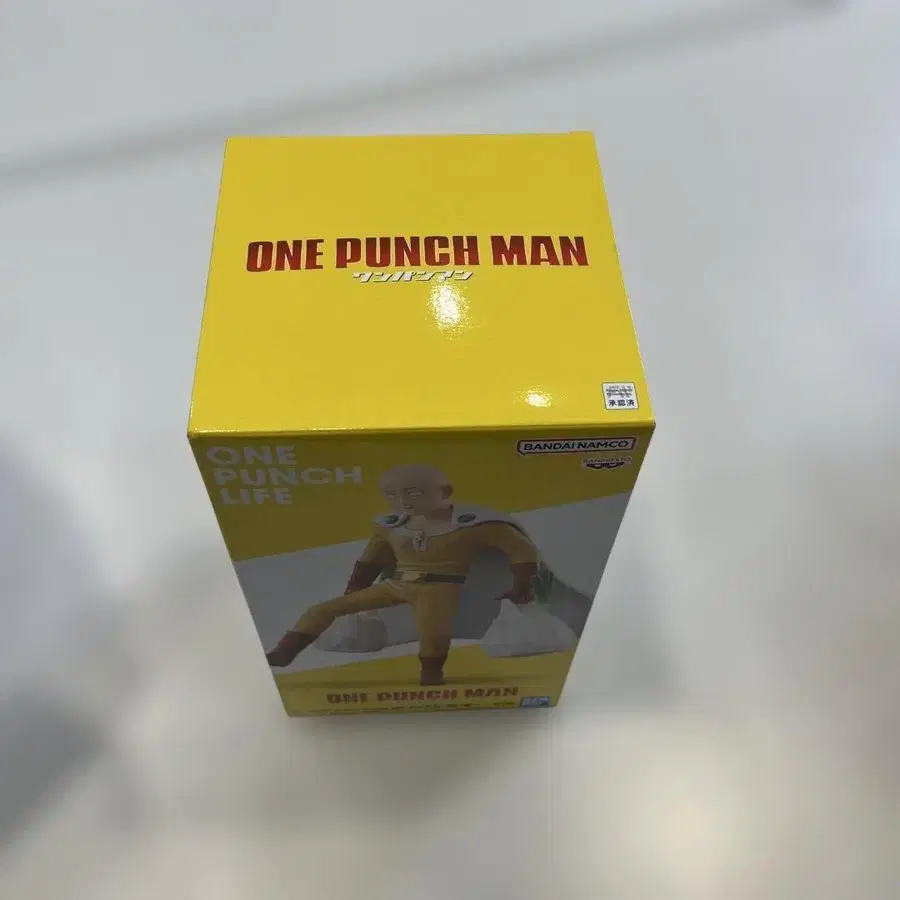 ONE PUNCH MAN
ワンパンマン
承認済
BANDAI NAMCO
BANPRESTO
ONE
PUNCH
LIFE
ONE PUNCH MAN